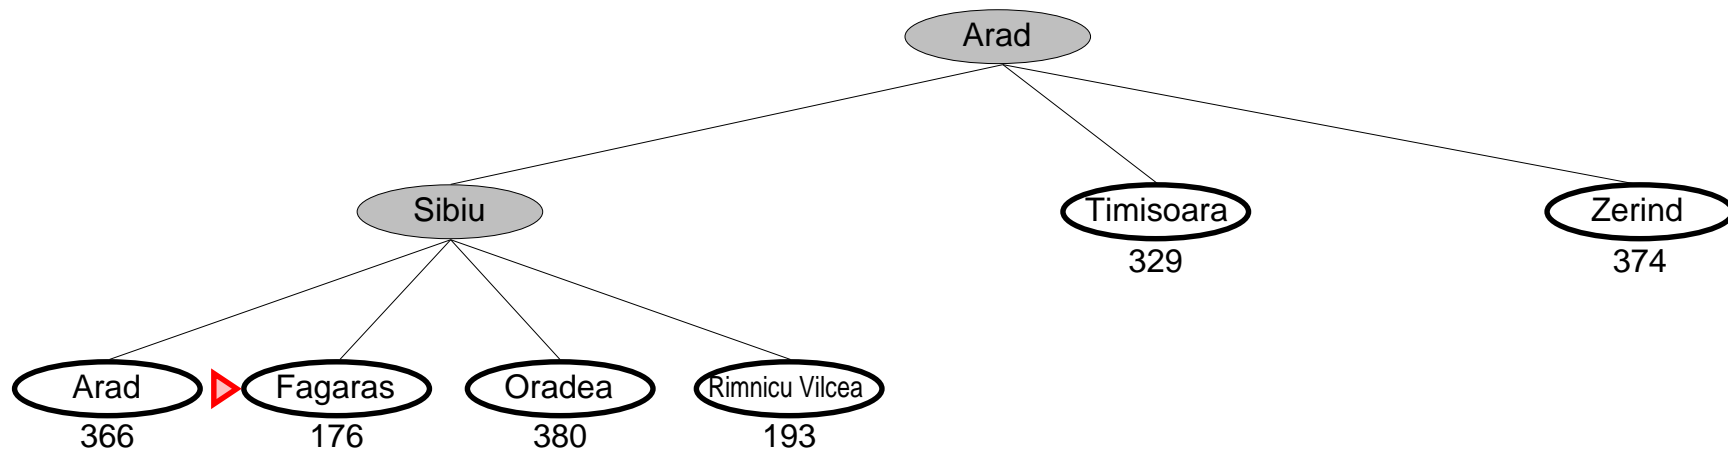 Arad
Sibiu
Timisoara
Zerind
329
374
Arad
Fagaras
Oradea
Rimnicu Vilcea
366
176
380
193